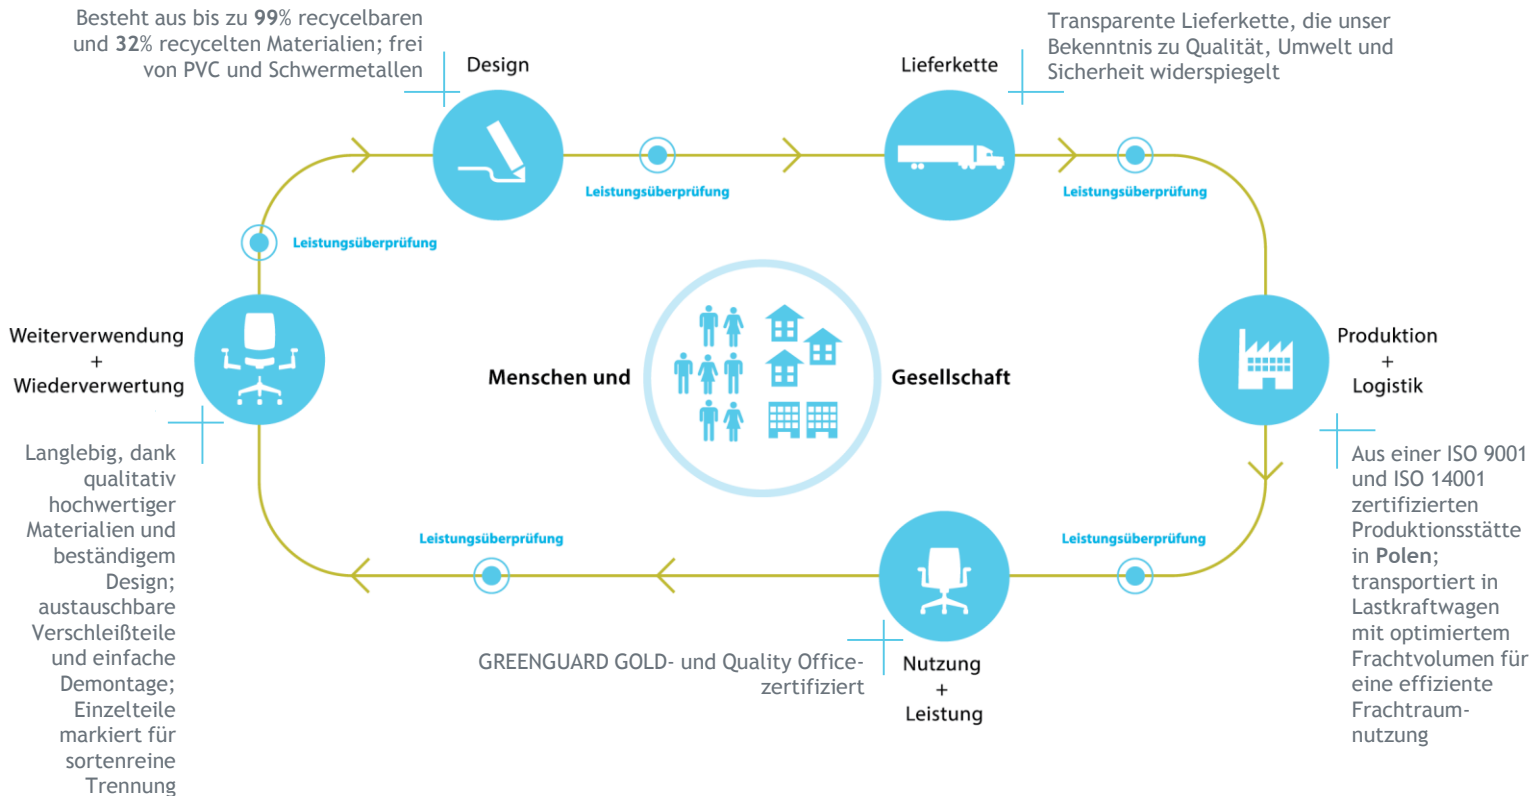 Besteht aus bis zu 99% recycelbaren
und 32% recycelten Materialien; frei
von PVC und Schwermetallen
Design
Lieferkette
Transparente Lieferkette, die unser
Bekenntnis zu Qualität, Umwelt und
Sicherheit widerspiegelt
Leistungsüberprüfung
Leistungsüberprüfung
Leistungsüberprüfung
Weiterverwendung
+
Wiederverwertung
Menschen und
Gesellschaft
Produktion
+
Logistik
Langlebig, dank
qualitativ
hochwertiger
Materialien und
beständigem
Design;
austauschbare
Verschleißteile
und einfache
Demontage;
Einzelteile
markiert für
sortenreine
Trennung
Aus einer ISO 9001
und ISO 14001
zertifizierten
Produktionsstätte
in Polen;
transportiert in
Lastkraftwagen
mit optimiertem
Frachtvolumen für
eine effiziente
Frachtraum-
nutzung
Leistungsüberprüfung
Leistungsüberprüfung
GREENGUARD GOLD- und Quality Office-
zertifiziert
Nutzung
+
Leistung